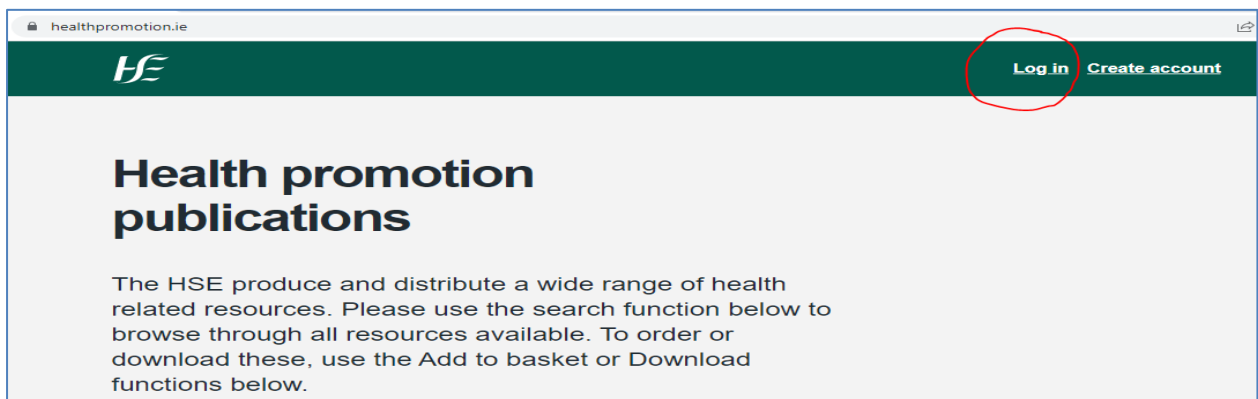 healthpromotion.ie
HSE
Log in Create account
Health promotion
publications
The HSE produce and distribute a wide range of health
related resources. Please use the search function below to
browse through all resources available. To order or
download these, use the Add to basket or Download
functions below.